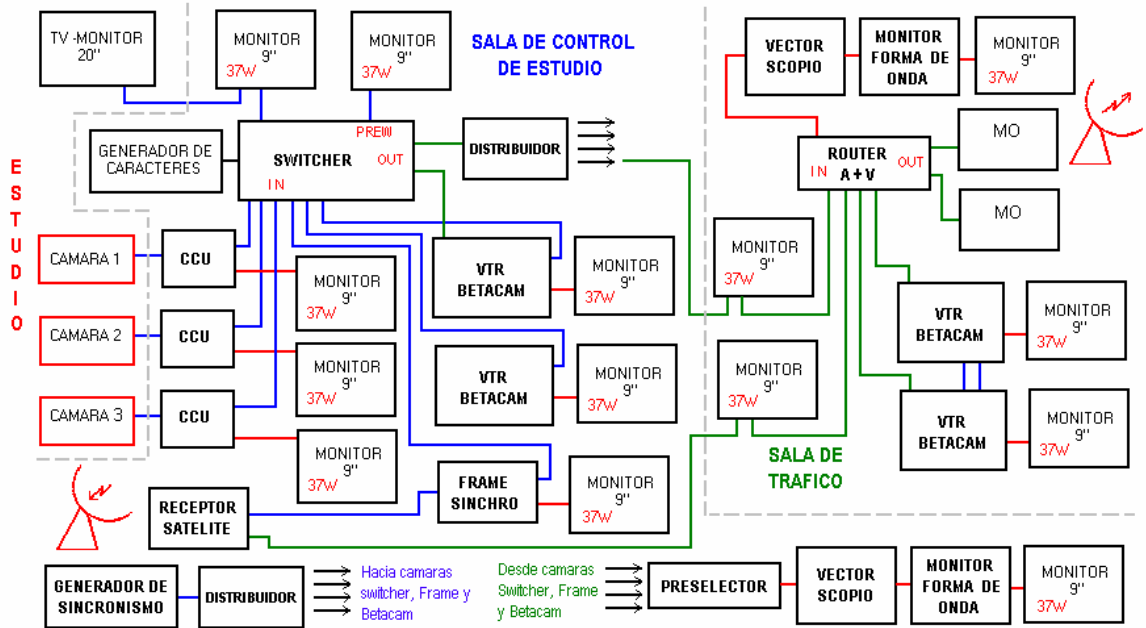 TV -MONITOR
20"
MONITOR
9"
37W
MONITOR
9"
37W
SALA DE CONTROL
DE ESTUDIO
VECTOR
SCOPIO
MONITOR
FORMA DE
ONDA
MONITOR
9"
37W
GENERADOR DE
CARACTERES
SWITCHER
PREW
OUT
IN
DISTRIBUIDOR
ROUTER
A + V
IN
OUT
MO
MO
ESTUDIO
CAMARA 1
CCU
MONITOR
9"
37W
VTR
BETACAM
MONITOR
9"
37W
MONITOR
9"
37W
CAMARA 2
CCU
MONITOR
9"
37W
VTR
BETACAM
MONITOR
9"
37W
VTR
BETACAM
MONITOR
9"
37W
CAMARA 3
CCU
MONITOR
9"
37W
MONITOR
9"
37W
VTR
BETACAM
MONITOR
9"
37W
SALA DE
TRAFICO
RECEPTOR
SATELITE
FRAME
SINCHRO
MONITOR
9"
37W
GENERADOR DE
SINCRONISMO
DISTRIBUIDOR
Hacia camaras
switcher, Frame y
Betacam
Desde camaras
Switcher, Frame
y Betacam
PRESELECTOR
VECTOR
SCOPIO
MONITOR
FORMA DE
ONDA
MONITOR
9"
37W